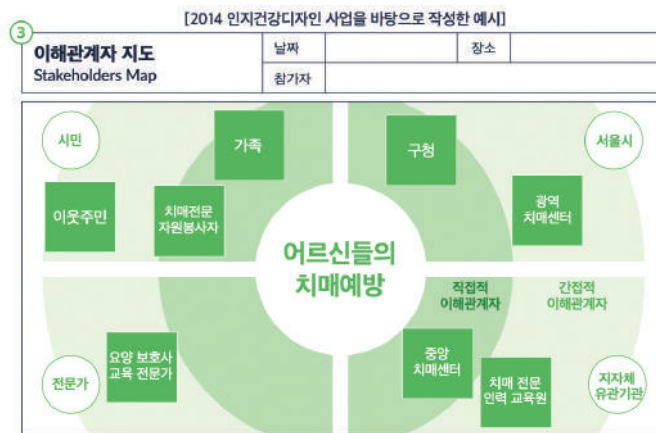 [2014 인지건강디자인 사업을 바탕으로 작성한 예시]
3
이해관계자 지도
Stakeholders Map
날짜
장소
참가자
시민
가족
이웃주민
치매전문
자원봉사자
구청
서울시
광역
치매센터
어르신들의
치매예방
직접적
이해관계자
간접적
이해관계자
전문가
요양 보호사
교육 전문가
중앙
치매센터
치매 전문
인력 교육원
지자체
유관기관